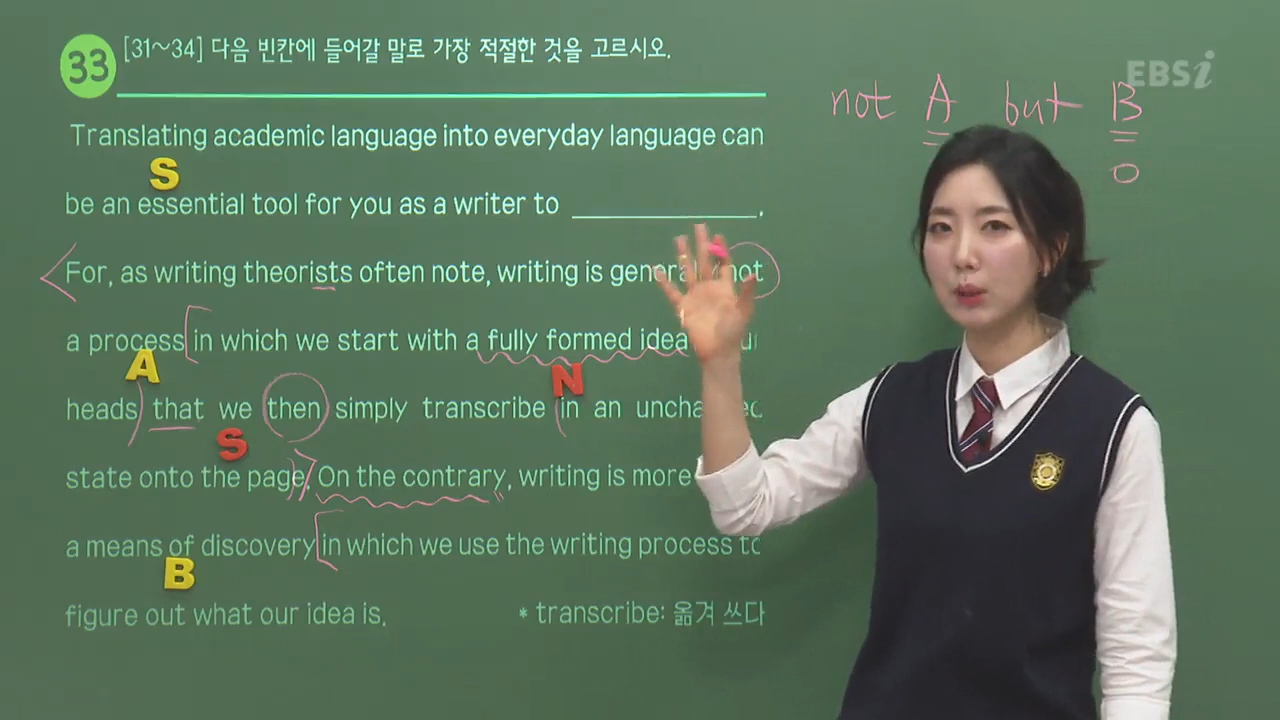 33
[31~34] 다음 빈칸에 들어갈 말로 가장 적절한 것을 고르시오.
EBSi
not A but B
O
Translating academic language into everyday language can
S
be an essential tool for you as a writer to ____________.
For, as writing theorists often note, writing is not
a process in which we start with a fully formed idea
A
N
heads that we then simply transcribe in an
S
state onto the page. On the contrary, writing is more
a means of discovery in which we use the writing process to
B
figure out what our idea is.
* transcribe: 옮겨 쓰다